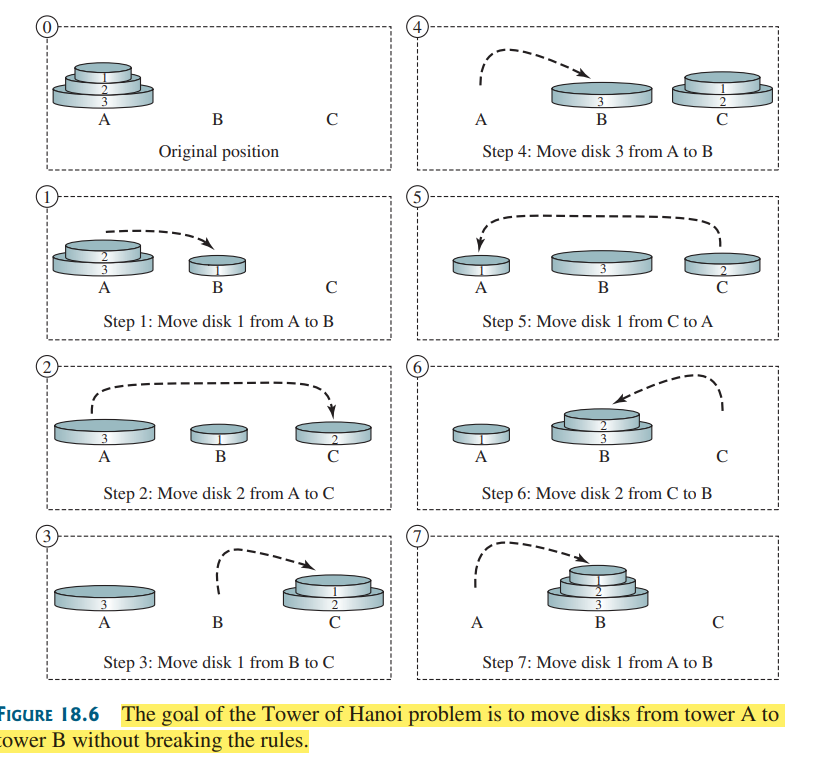 0
1
2
3
A
B
C
Original position
1
2
3
1
A
B
C
Step 1: Move disk 1 from A to B
2
3
1
2
A
B
C
Step 2: Move disk 2 from A to C
3
3
1
2
A
B
C
Step 3: Move disk 1 from B to C
4
3
1
2
A
B
C
Step 4: Move disk 3 from A to B
5
1
3
2
A
B
C
Step 5: Move disk 1 from C to A
6
1
2
3
A
B
C
Step 6: Move disk 2 from C to B
7
1
2
3
A
B
C
Step 7: Move disk 1 from A to B
FIGURE 18.6 The goal of the Tower of Hanoi problem is to move disks from tower A to
tower B without breaking the rules.